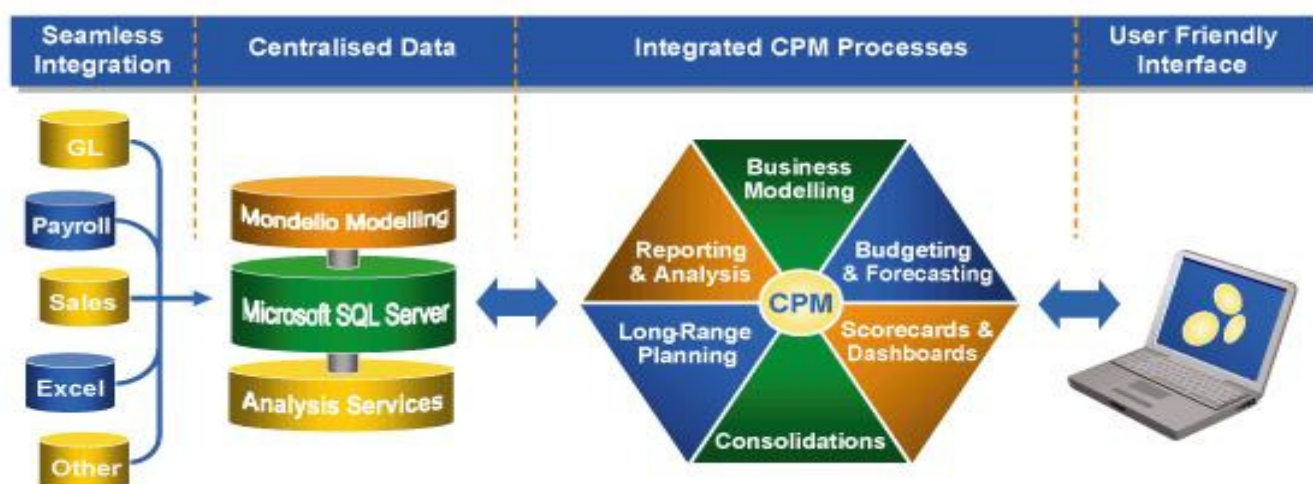 Seamless
Integration
Centralised Data
Integrated CPM Processes
User Friendly
Interface
GL
Payroll
Sales
Excel
Other
Mondello Modelling
Microsoft SQL Server
Analysis Services
Business
Modelling
Reporting
& Analysis
Budgeting
& Forecasting
CPM
Long-Range
Planning
Scorecards &
Dashboards
Consolidations